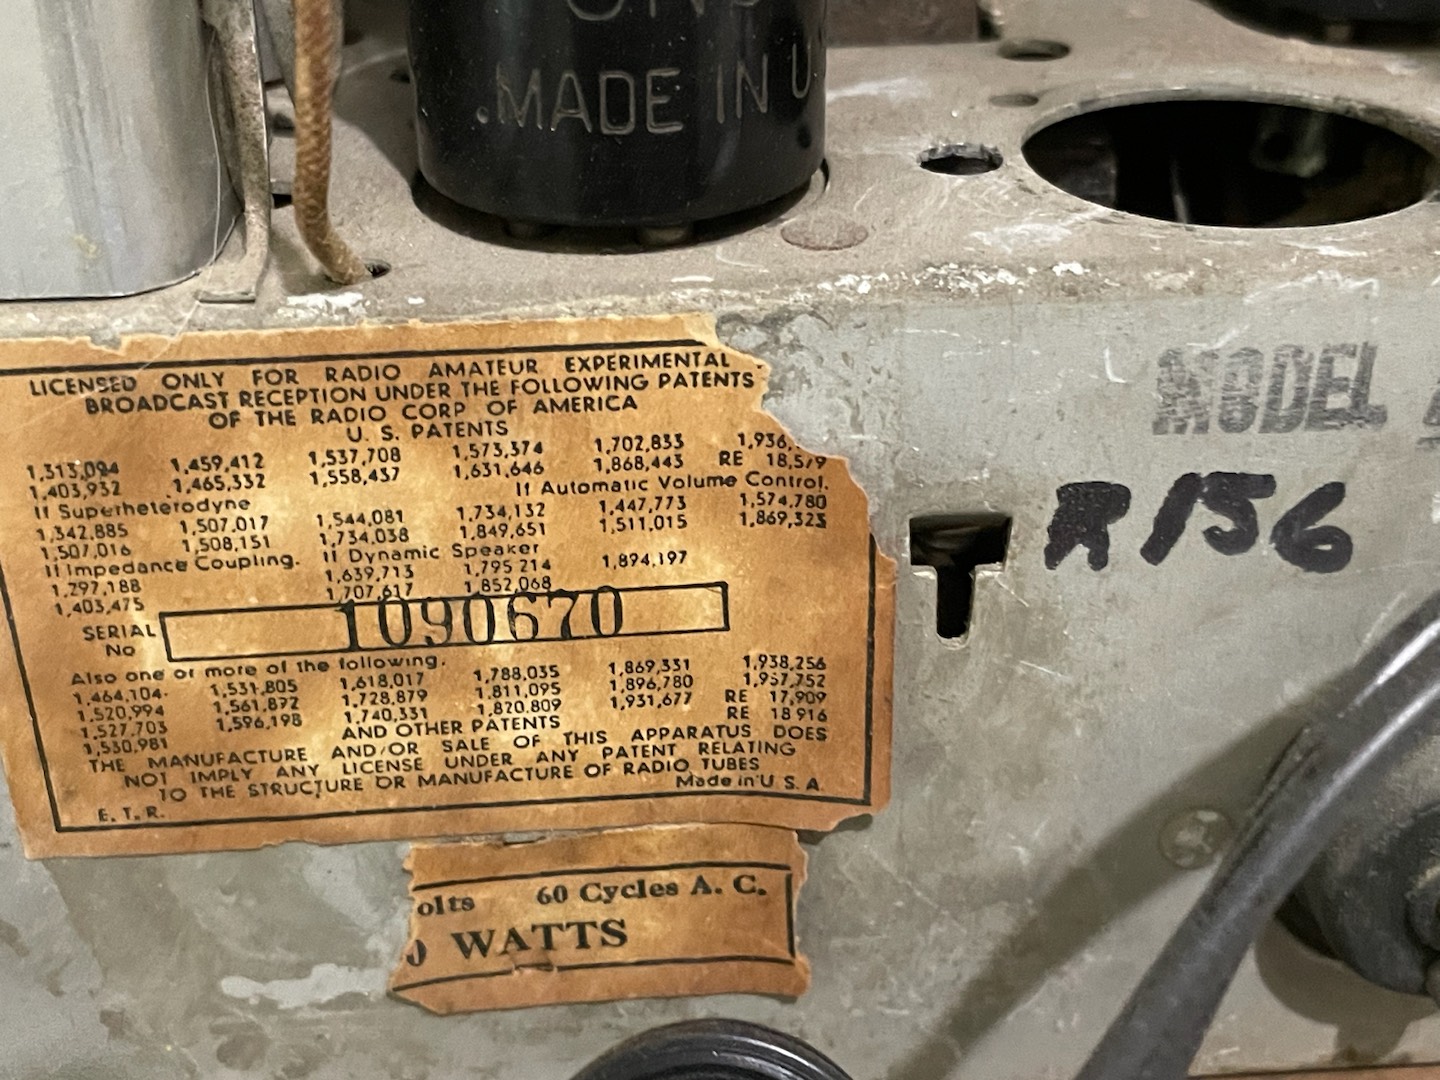 .MADE IN U
LICENSED ONLY FOR RADIO AMATEUR EXPERIMENTAL
BROADCAST RECEPTION UNDER THE FOLLOWING PATENTS
OF THE RADIO CORP OF AMERICA
U. S. PATENTS
1,313,094 1,459,412 1,537,708 1,573,374 1,702,833 1,936,
1,403,932 1,465,332 1,558,437 1,631,646 1,868,443 RE 18,579
If Superheterodyne If Automatic Volume Control.
1,342,885 1,507,017 1,544,081 1,734,132 1,447,773 1,574,780
1,507,016 1,508,151 1,734,038 1,849,651 1,511,015 1,869,323
If Impedance Coupling. If Dynamic Speaker
1,297,188 1,639,713 1,795 214 1,894,197
1,403,475 1,707,617 1,852,068
SERIAL No 1090670
Also one or more of the following.
1,464,104 1,531,805 1,618,017 1,788,035 1,869,331 1,938,256
1,520,994 1,561,872 1,728,879 1,811,095 1,896,780 1,957,752
1,527,703 1,596,198 1,740,331 1,820,809 1,931,677 RE 17,909
1,530,981 AND OTHER PATENTS RE 18916
THE MANUFACTURE AND/OR SALE OF THIS APPARATUS DOES
NOT IMPLY ANY LICENSE UNDER ANY PATENT RELATING
TO THE STRUCTURE OR MANUFACTURE OF RADIO TUBES
E. T. R. Made in U S A
olts 60 Cycles A. C.
0 WATTS
MODEL
R156